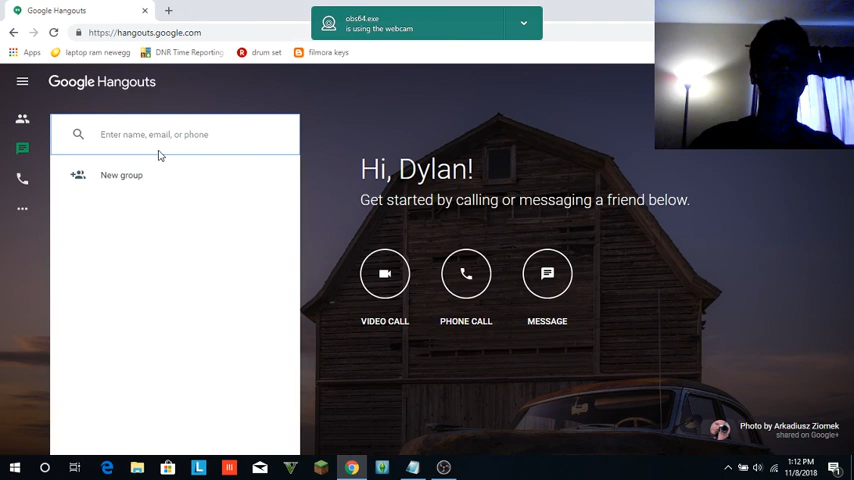 Google Hangouts
https://hangouts.google.com
Apps
laptop ram newegg
DNR Time Reporting
drum set
filmora keys
obs64.exe
is using the webcam
Google Hangouts
Enter name, email, or phone
New group
Hi, Dylan!
Get started by calling or messaging a friend below.
VIDEO CALL
PHONE CALL
MESSAGE
Photo by Arkadiusz Ziomek
shared on Google+
1:12 PM
11/8/2018